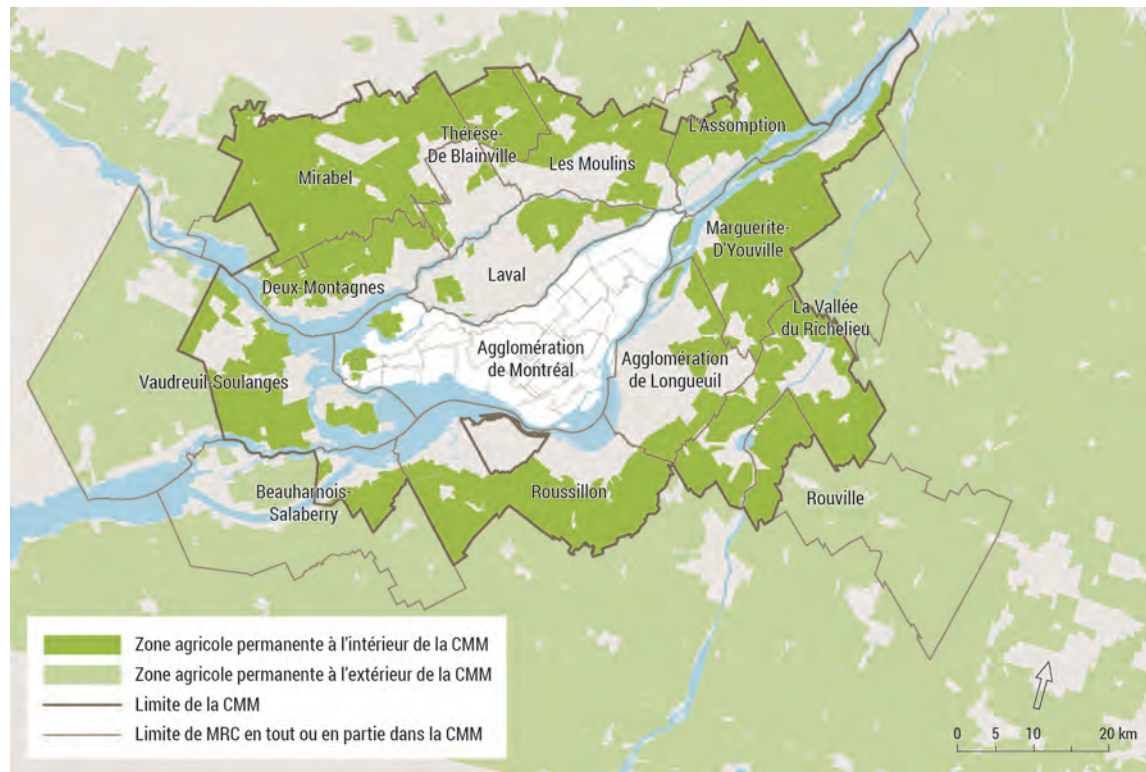 L'Assomption
Thérèse-
De Blainville
Les Moulins
Mirabel
Marguerite-
D'Youville
Laval
Deux-Montagnes
La Vallée
du Richelieu
Agglomération
de Montréal
Agglomération
de Longueuil
Vaudreuil-Soulanges
Beauharnois-
Salaberry
Roussillon
Rouville
Zone agricole permanente à l'intérieur de la CMM
Zone agricole permanente à l'extérieur de la CMM
Limite de la CMM
Limite de MRC en tout ou en partie dans la CMM
0 5 10 20 km